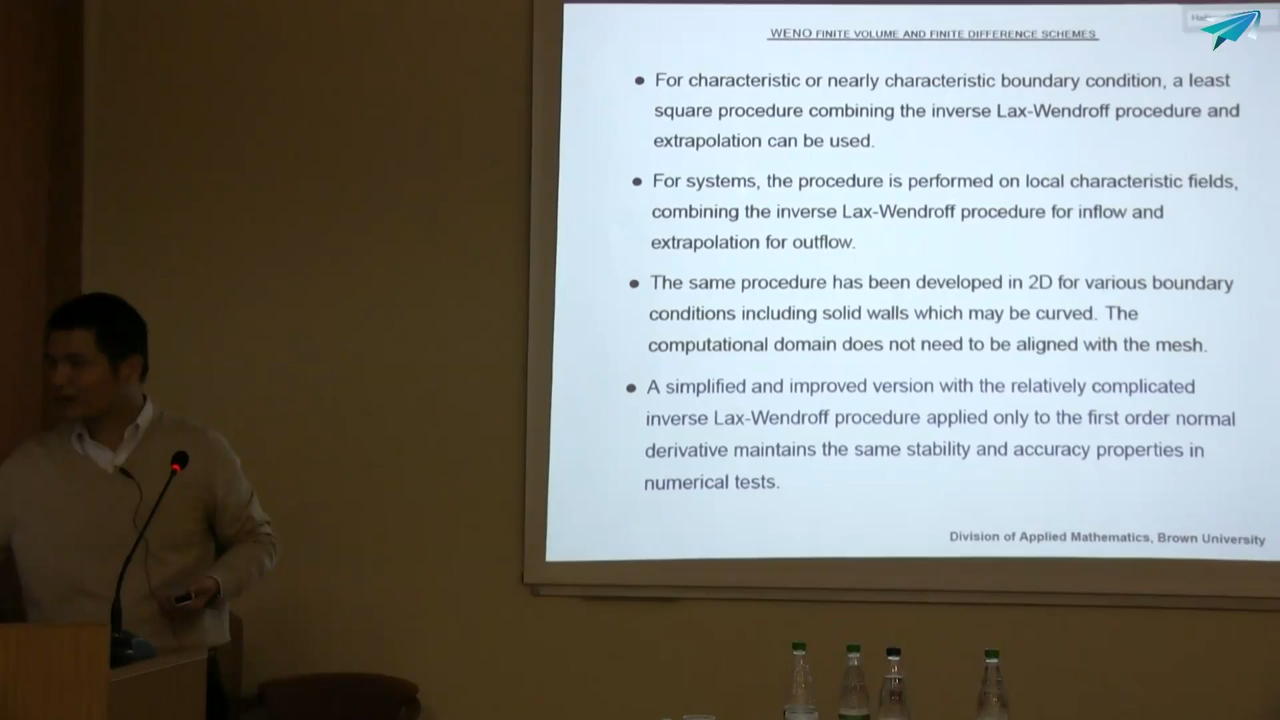 WENO FINITE VOLUME AND FINITE DIFFERENCE SCHEMES
● For characteristic or nearly characteristic boundary condition, a least
square procedure combining the inverse Lax-Wendroff procedure and
extrapolation can be used.
● For systems, the procedure is performed on local characteristic fields,
combining the inverse Lax-Wendroff procedure for inflow and
extrapolation for outflow.
● The same procedure has been developed in 2D for various boundary
conditions including solid walls which may be curved. The
computational domain does not need to be aligned with the mesh.
● A simplified and improved version with the relatively complicated
inverse Lax-Wendroff procedure applied only to the first order normal
derivative maintains the same stability and accuracy properties in
numerical tests.
Division of Applied Mathematics, Brown University